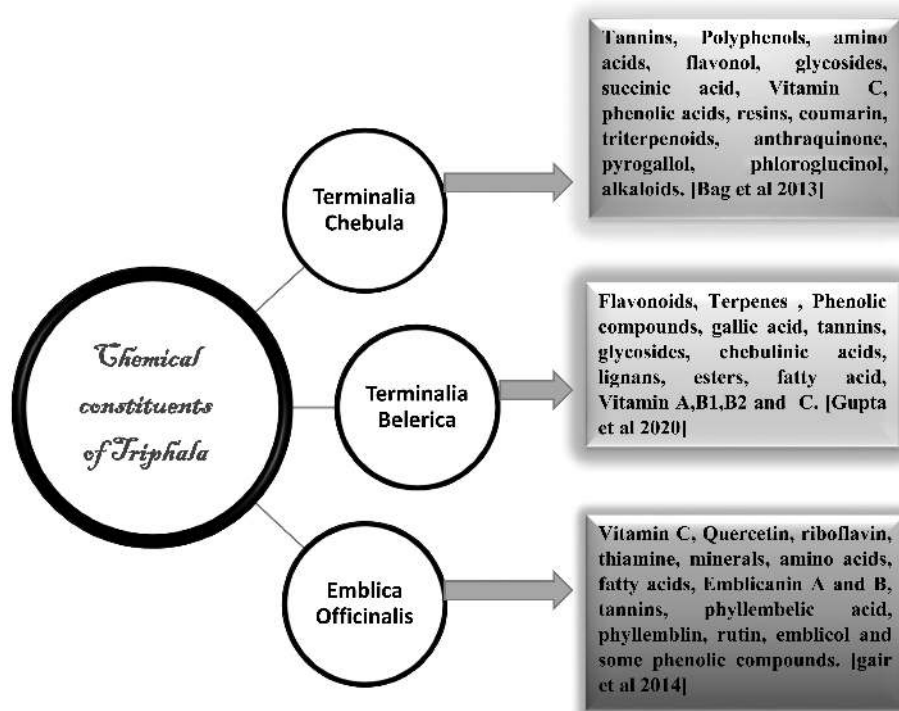 Chemical
constituents
of Triphala
Terminalia
Chebula
Tannins, Polyphenols, amino
acids, flavonol, glycosides,
succinic acid, Vitamin C,
phenolic acids, resins, coumarin,
triterpenoids, anthraquinone,
pyrogallol, phloroglucinol,
alkaloids. [Bag et al 2013]
Terminalia
Belerica
Flavonoids, Terpenes , Phenolic
compounds, gallic acid, tannins,
glycosides, chebulinic acids,
lignans, esters, fatty acid,
Vitamin A,B1,B2 and C. [Gupta
et al 2020]
Emblica
Officinalis
Vitamin C, Quercetin, riboflavin,
thiamine, minerals, amino acids,
fatty acids, Emblicanin A and B,
tannins, phyllembelic acid,
phyllemblin, rutin, emblicol and
some phenolic compounds. [gair
et al 2014]